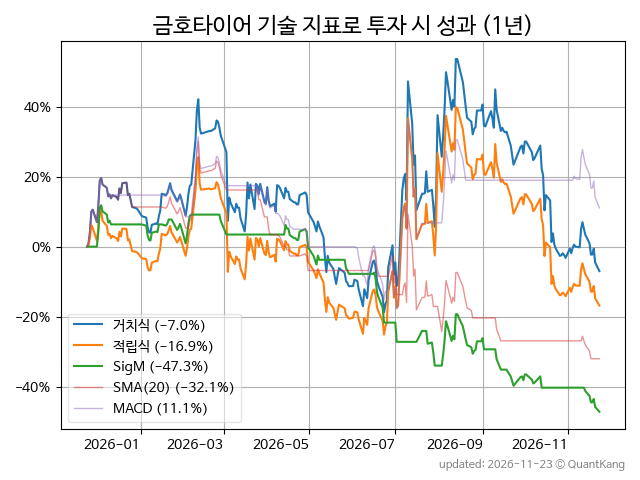 금호타이어 기술 지표로 투자 시 성과 (1년)
40%
20%
0%
−20%
−40%
거치식 (−7.0%)
적립식 (−16.9%)
SigM (−47.3%)
SMA(20) (−32.1%)
MACD (11.1%)
2026−01 2026−03 2026−05 2026−07 2026−09 2026−11
updated: 2026−11−23 © QuantKang